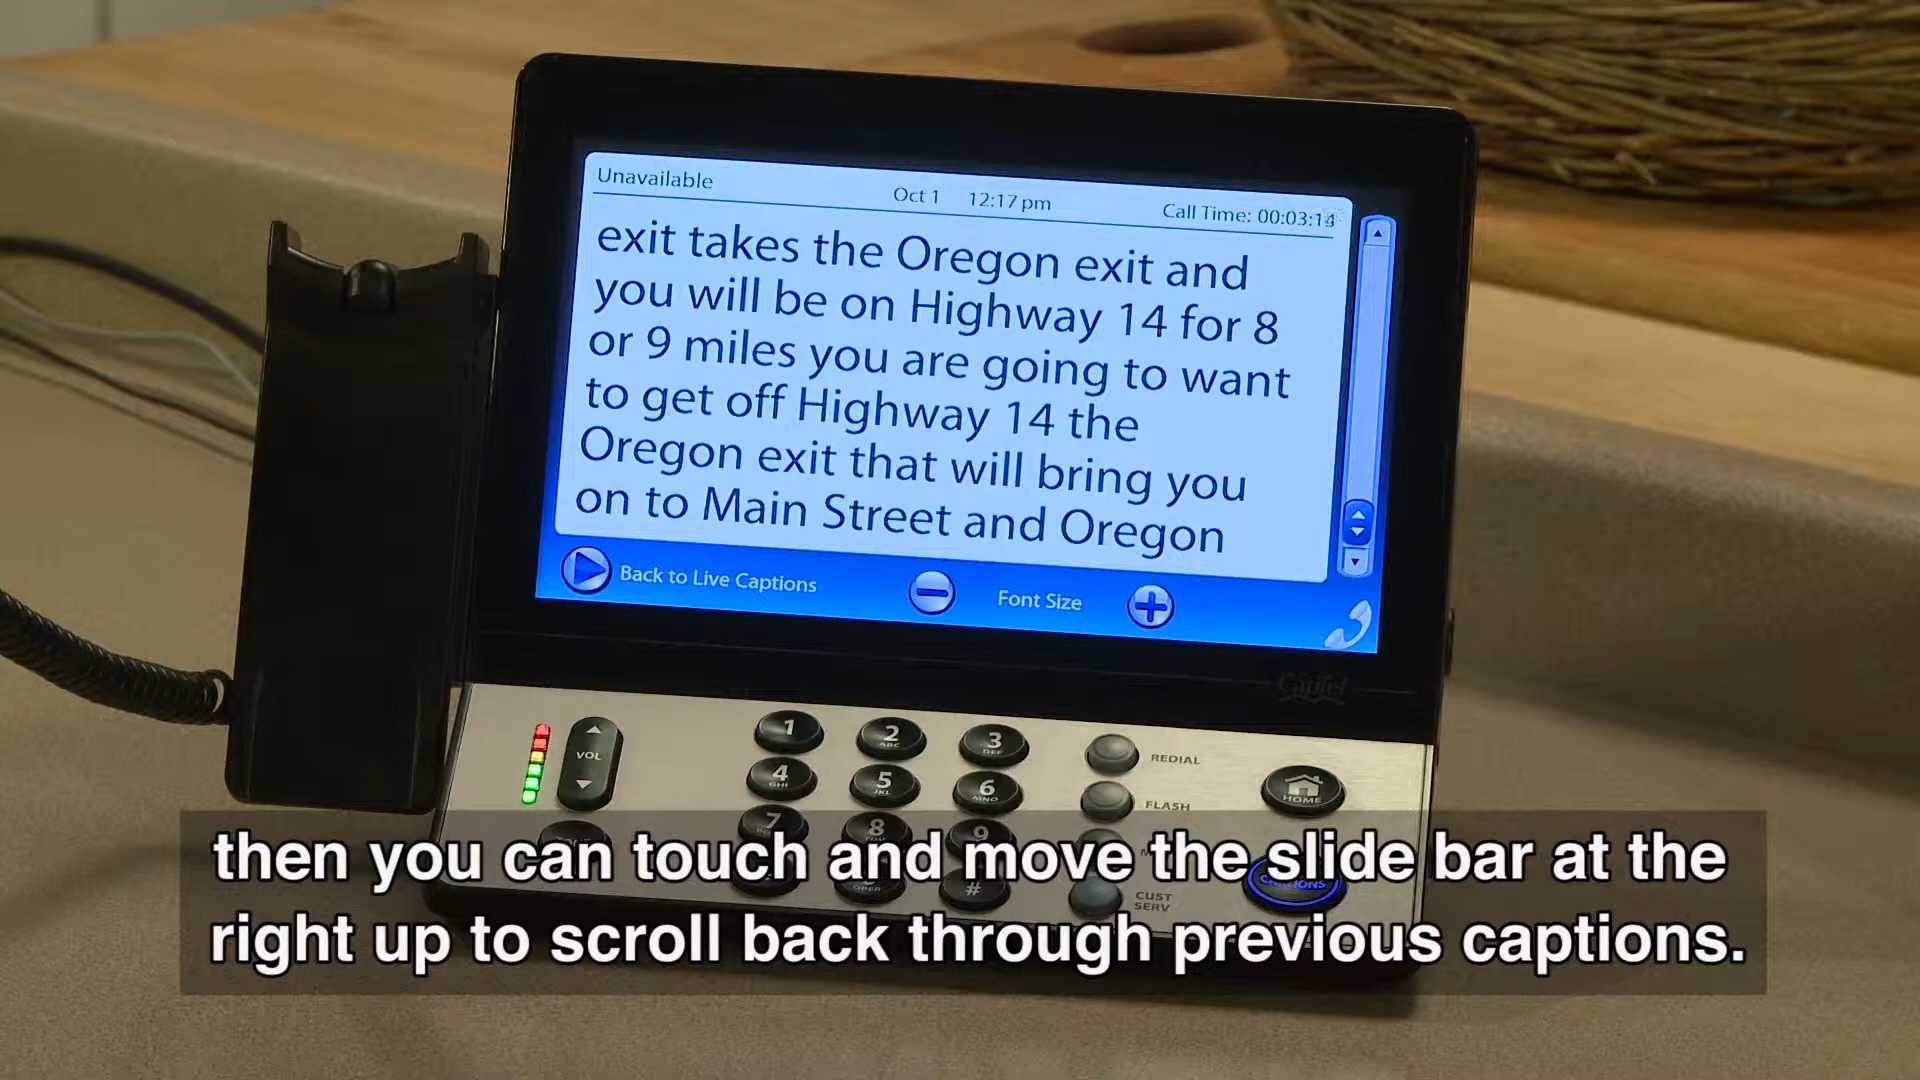 Unavailable
Oct 1 12:17 pm
Call Time: 00:03:14
exit takes the Oregon exit and
you will be on Highway 14 for 8
or 9 miles you are going to want
to get off Highway 14 the
Oregon exit that will bring you
on to Main Street and Oregon
Back to Live Captions
Font Size
CapTel
VOL
1
2 ABC
3 DEF
REDIAL
4 GHI
5 JKL
6 MNO
FLASH
HOME
7
8
9
OPER
#
CUST
SERV
CAPTIONS
then you can touch and move the slide bar at the
right up to scroll back through previous captions.